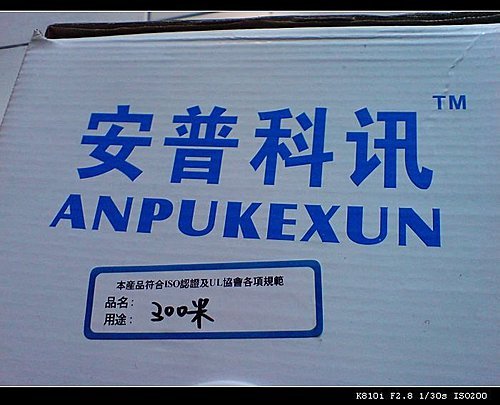 安普科讯 TM
ANPUKEXUN
本産品符合ISO認證及UL協會各項規範
品名:
用途: 300米
K810i F2.8 1/30s ISO200